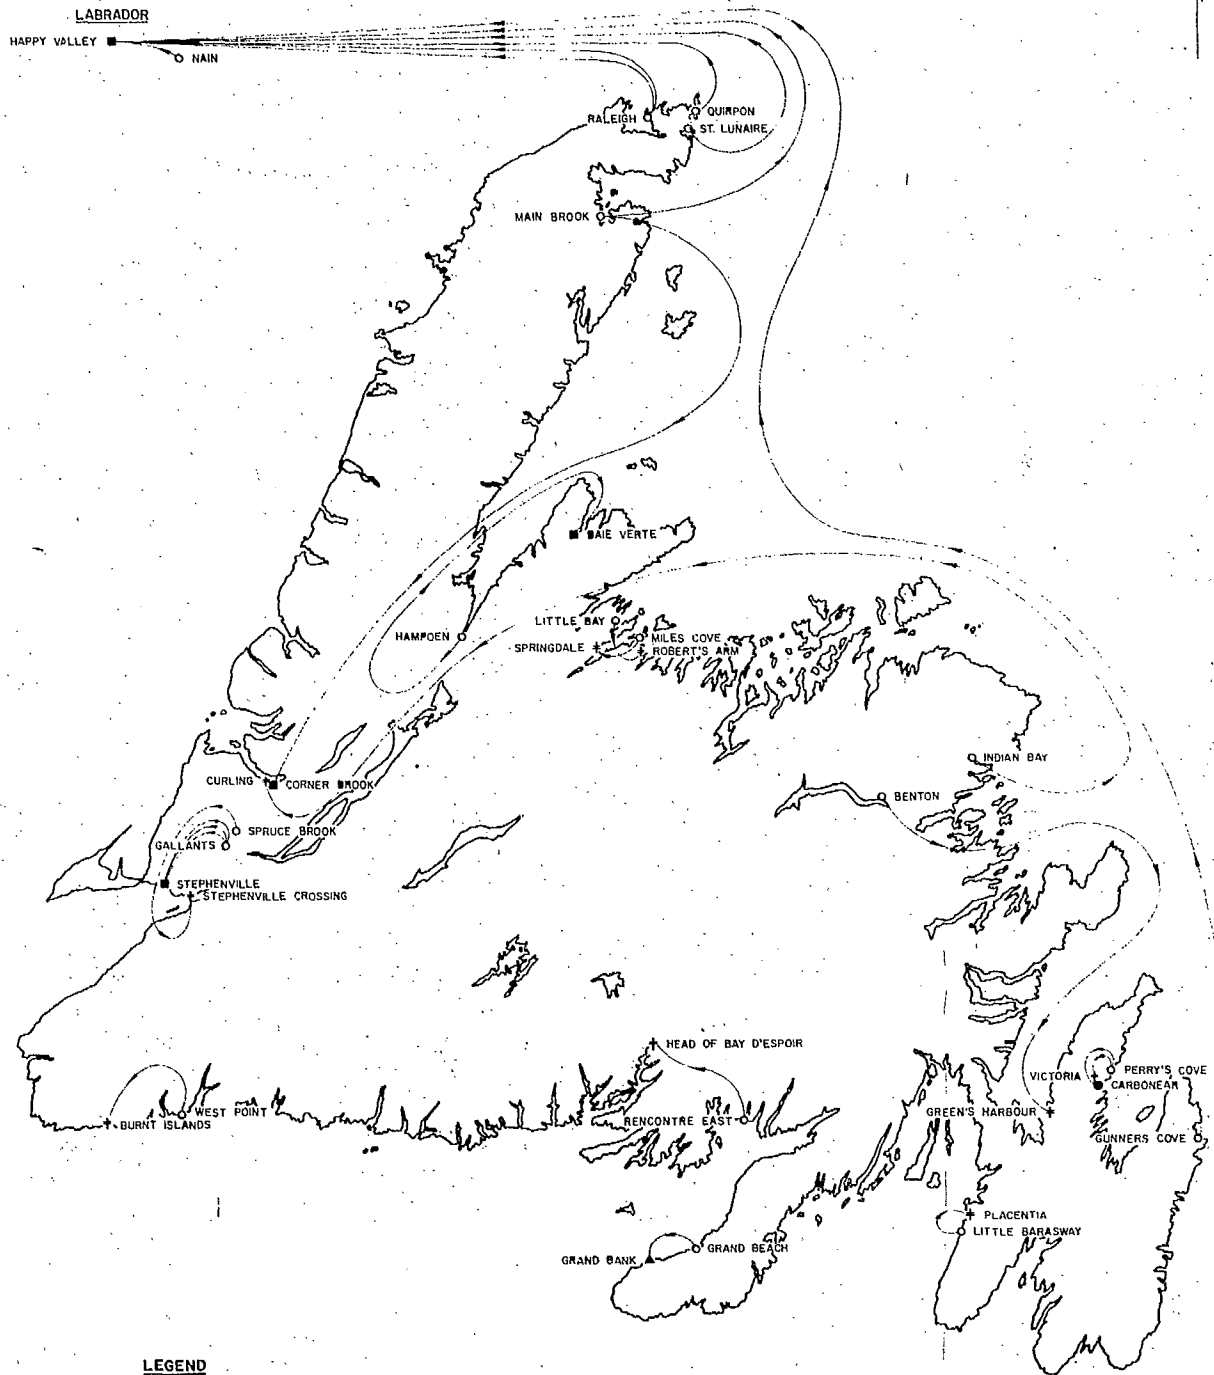 LABRADOR
HAPPY VALLEY
NAIN
RALEIGH
QUIRPON
ST. LUNAIRE
MAIN BROOK
BAIE VERTE
HAMPDEN
LITTLE BAY
MILES COVE
SPRINGDALE
ROBERT'S ARM
INDIAN BAY
CURLING
CORNER BROOK
BENTON
SPRUCE BROOK
GALLANTS
STEPHENVILLE
STEPHENVILLE CROSSING
HEAD OF BAY D'ESPOIR
PERRY'S COVE
VICTORIA
CARBONEAR
WEST POINT
GREEN'S HARBOUR
BURNT ISLANDS
RENCONTRE EAST
GUNNERS COVE
PLACENTIA
LITTLE BARASWAY
GRAND BEACH
GRAND BANK
LEGEND